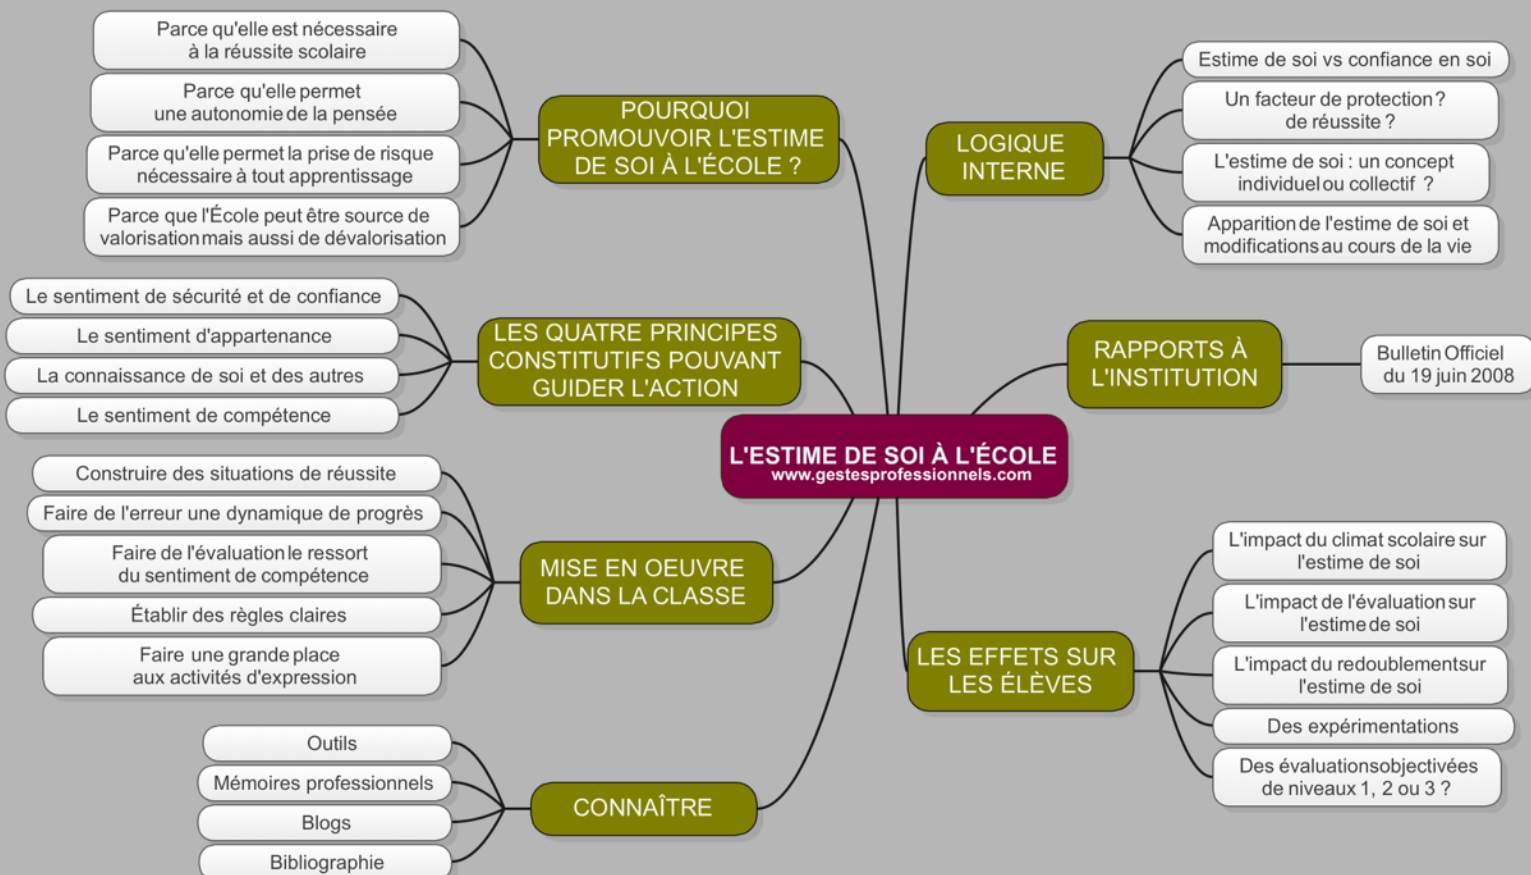 Parce qu'elle est nécessaire
à la réussite scolaire
Parce qu'elle permet
une autonomie de la pensée
Parce qu'elle permet la prise de risque
nécessaire à tout apprentissage
Parce que l'École peut être source de
valorisation mais aussi de dévalorisation
POURQUOI
PROMOUVOIR L'ESTIME
DE SOI À L'ÉCOLE ?
Le sentiment de sécurité et de confiance
Le sentiment d'appartenance
La connaissance de soi et des autres
Le sentiment de compétence
LES QUATRE PRINCIPES
CONSTITUTIFS POUVANT
GUIDER L'ACTION
Construire des situations de réussite
Faire de l'erreur une dynamique de progrès
Faire de l'évaluation le ressort
du sentiment de compétence
Établir des règles claires
Faire une grande place
aux activités d'expression
MISE EN OEUVRE
DANS LA CLASSE
Outils
Mémoires professionnels
Blogs
Bibliographie
CONNAÎTRE
L'ESTIME DE SOI À L'ÉCOLE
www.gestesprofessionnels.com
LOGIQUE
INTERNE
Estime de soi vs confiance en soi
Un facteur de protection ?
de réussite ?
L'estime de soi : un concept
individuel ou collectif ?
Apparition de l'estime de soi et
modifications au cours de la vie
RAPPORTS À
L'INSTITUTION
Bulletin Officiel
du 19 juin 2008
LES EFFETS SUR
LES ÉLÈVES
L'impact du climat scolaire sur
l'estime de soi
L'impact de l'évaluation sur
l'estime de soi
L'impact du redoublement sur
l'estime de soi
Des expérimentations
Des évaluations objectivées
de niveaux 1, 2 ou 3 ?